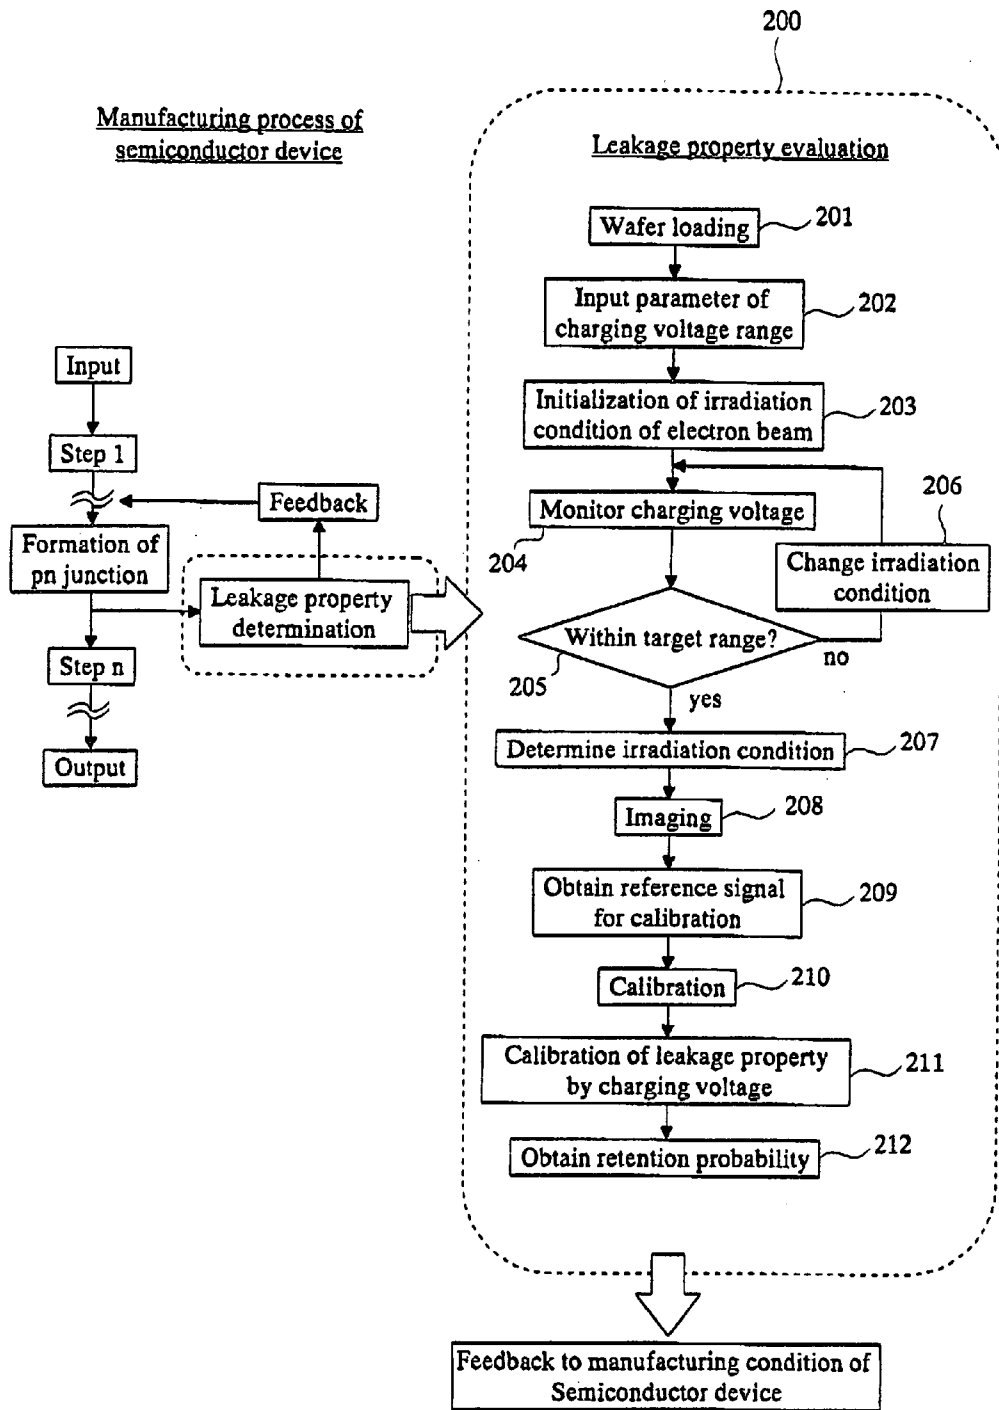 200
Manufacturing process of
semiconductor device
Input
Step 1
Feedback
Formation of
pn junction
Leakage property
determination
Step n
Output
Leakage property evaluation
Wafer loading
201
Input parameter of
charging voltage range
202
Initialization of irradiation
condition of electron beam
203
Monitor charging voltage
204
206
Change irradiation
condition
Within target range?
205
no
yes
Determine irradiation condition
207
Imaging
208
Obtain reference signal
for calibration
209
Calibration
210
Calibration of leakage property
by charging voltage
211
Obtain retention probability
212
Feedback to manufacturing condition of
Semiconductor device